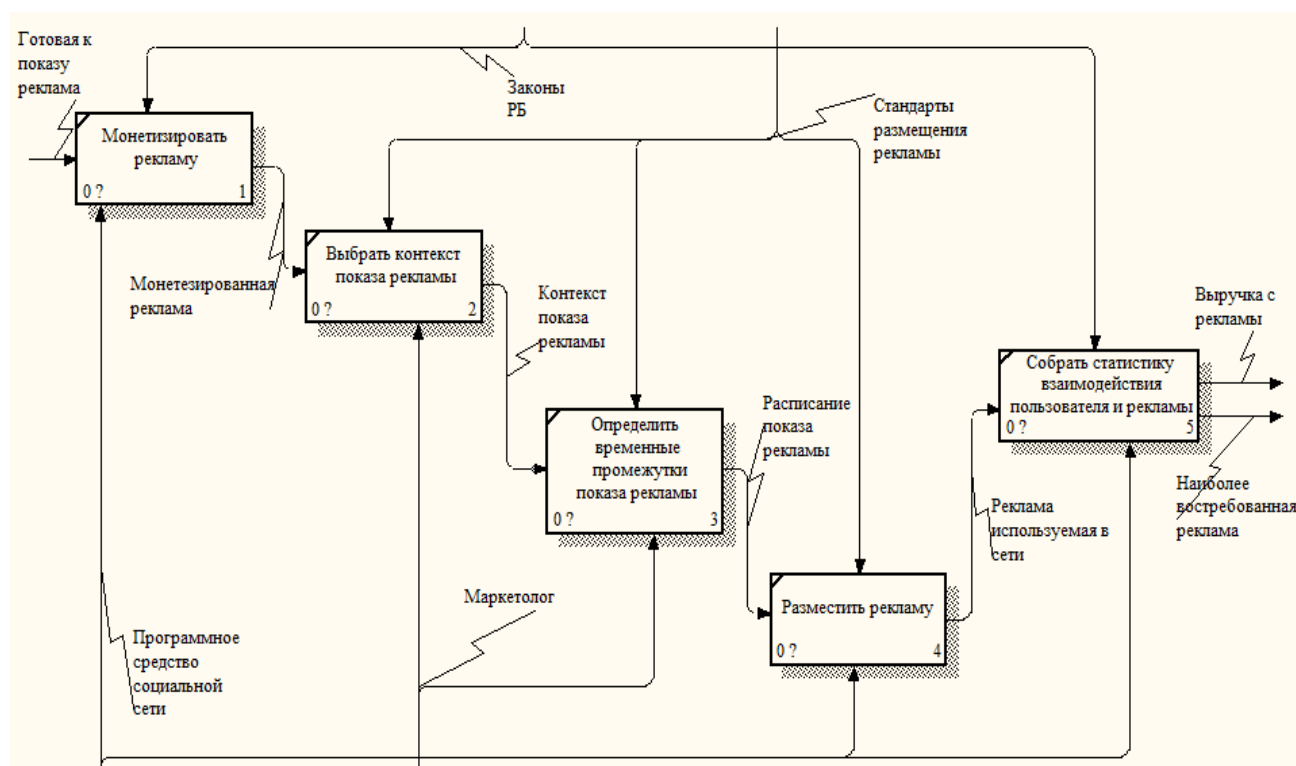 Готовая к
показу
реклама
Законы
РБ
Стандарты
размещения
рекламы
Монетизировать
рекламу
0 ?
1
Монетезированная
реклама
Выбрать контекст
показа рекламы
0 ?
2
Контекст
показа
рекламы
Выручка с
рекламы
Собрать статистику
взаимодействия
пользователя и рекламы
0 ?
5
Определить
временные
промежутки
показа рекламы
0 ?
3
Расписание
показа
рекламы
Наиболее
востребованная
реклама
Реклама
используемая в
сети
Маркетолог
Разместить рекламу
0 ?
4
Программное
средство
социальной
сети